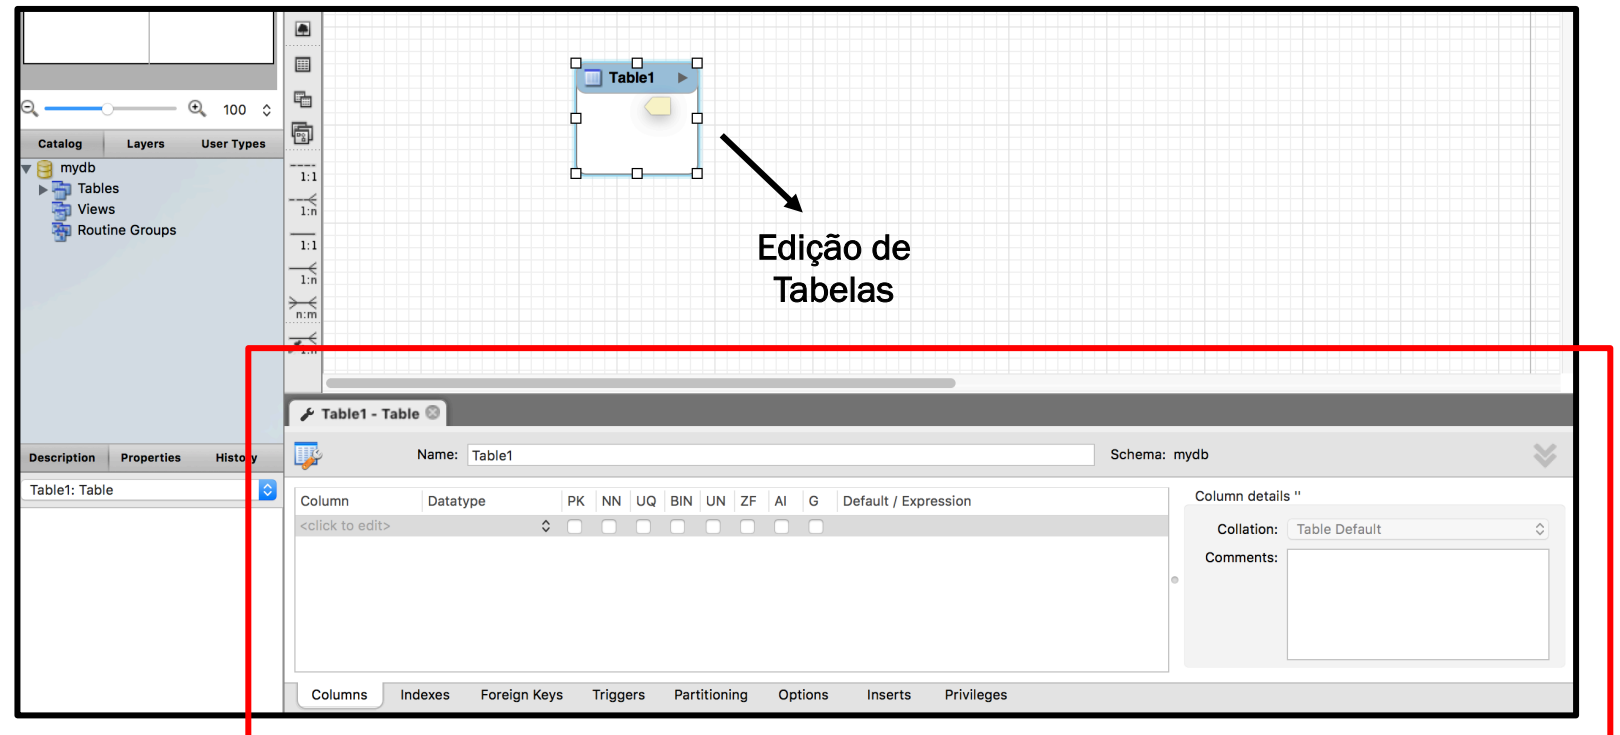 Table1
100
Catalog Layers User Types
mydb
Tables
Views
Routine Groups
1:1
1:n
1:1
1:n
n:m
1:n
Edição de
Tabelas
Table1 - Table
Description Properties History
Name: Table1 Schema: mydb
Table1: Table
Column Datatype PK NN UQ BIN UN ZF AI G Default / Expression
<click to edit>
Column details ''
Collation: Table Default
Comments:
Columns Indexes Foreign Keys Triggers Partitioning Options Inserts Privileges